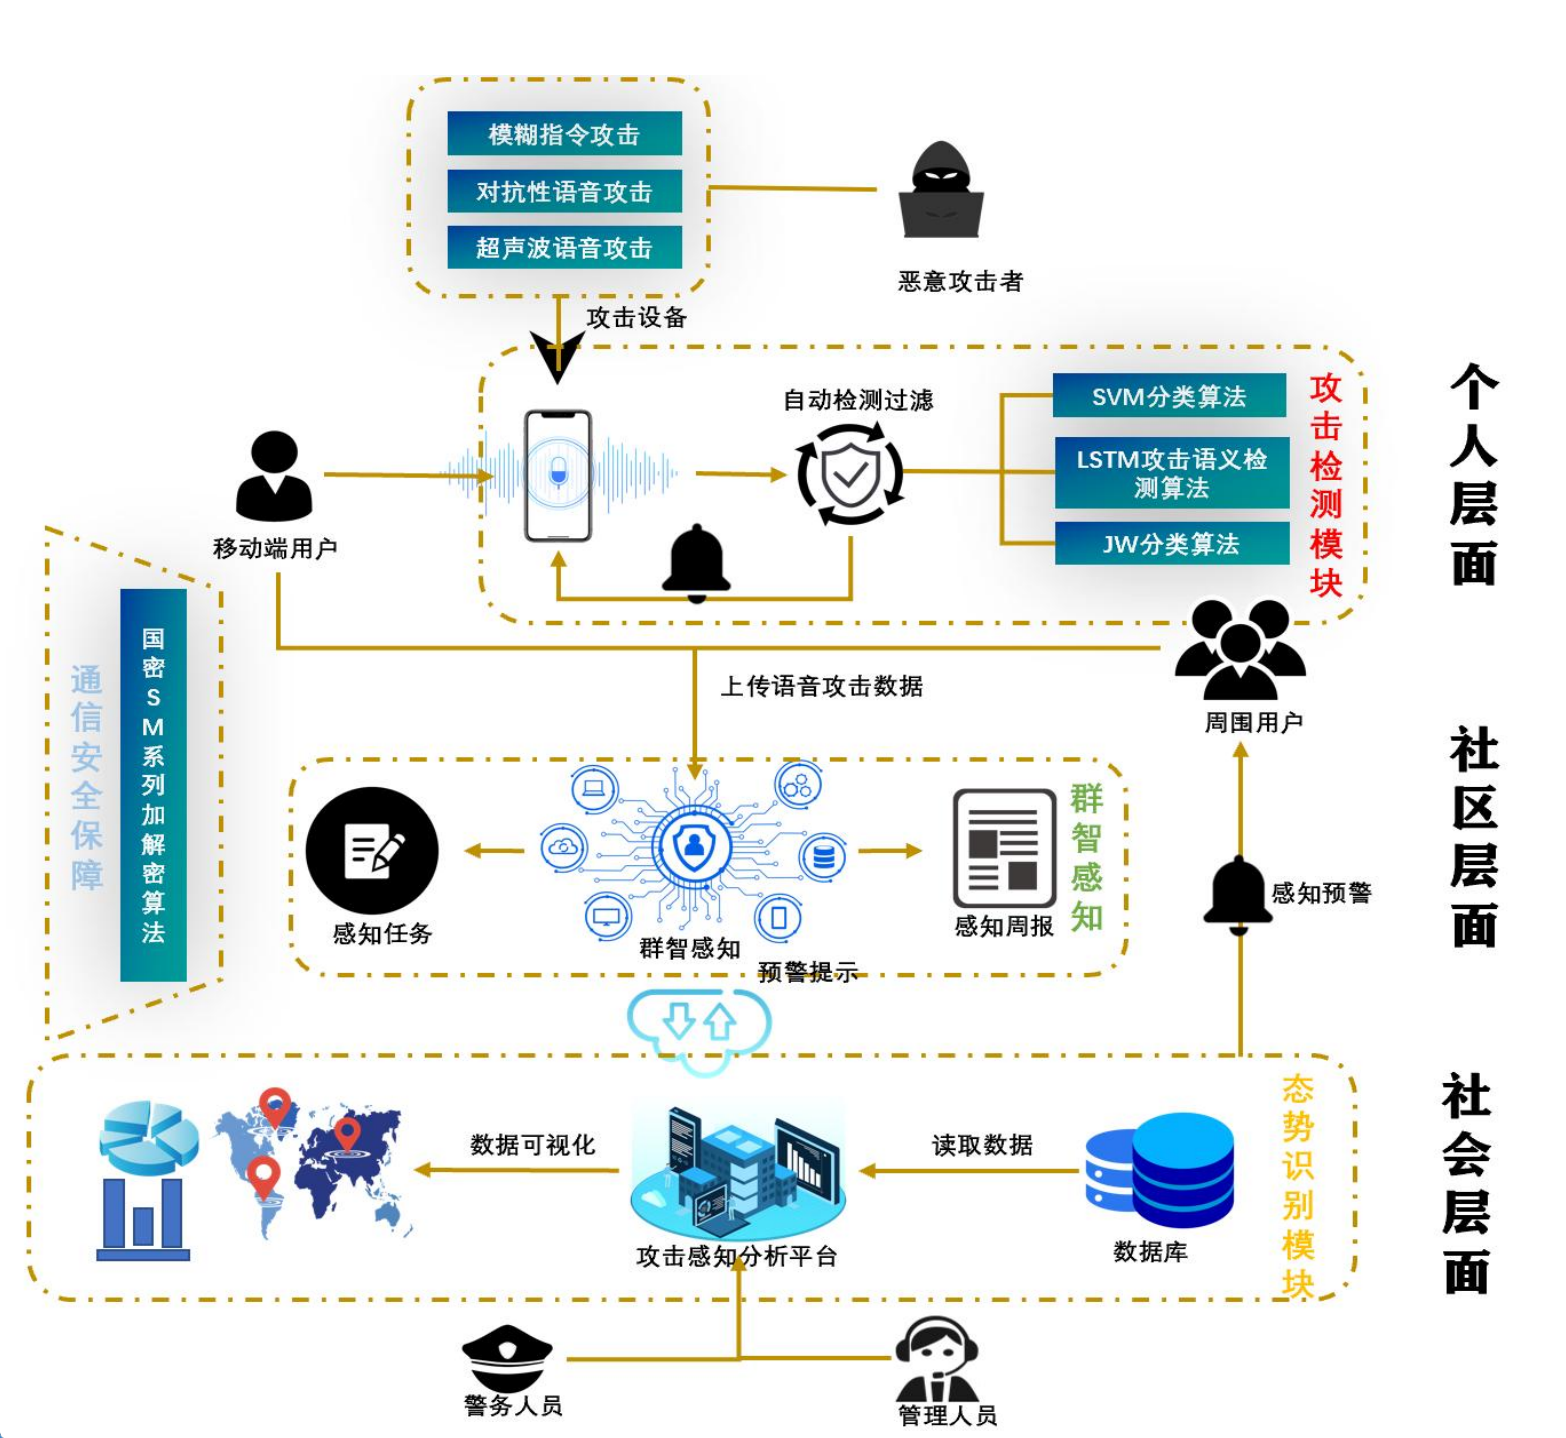 模糊指令攻击
对抗性语音攻击
超声波语音攻击
恶意攻击者
攻击设备
自动检测过滤
SVM分类算法
LSTM攻击语义检
测算法
JW分类算法
攻击检测模块
个人层面
移动端用户
周围用户
上传语音攻击数据
通信安全保障
国密SM系列加解密算法
社区层面
感知任务
群智感知
预警提示
感知周报
群智感知
感知预警
社会层面
数据可视化
攻击感知分析平台
读取数据
数据库
态势识别模块
警务人员
管理人员